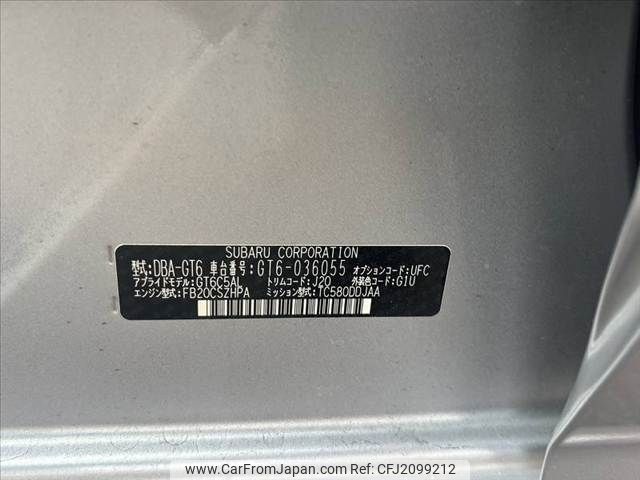 SUBARU CORPORATION
型式:DBA-GT6 車台番号:GT6-036055 オプションコード:UFC
アプライドモデル:GT6C5AL トリムコード:J20 外装色コード:G1U
エンジン型式:FB20CSZHPA ミッション型式:TC580DDJAA
www.CarFromJapan.com|CFJ2099212